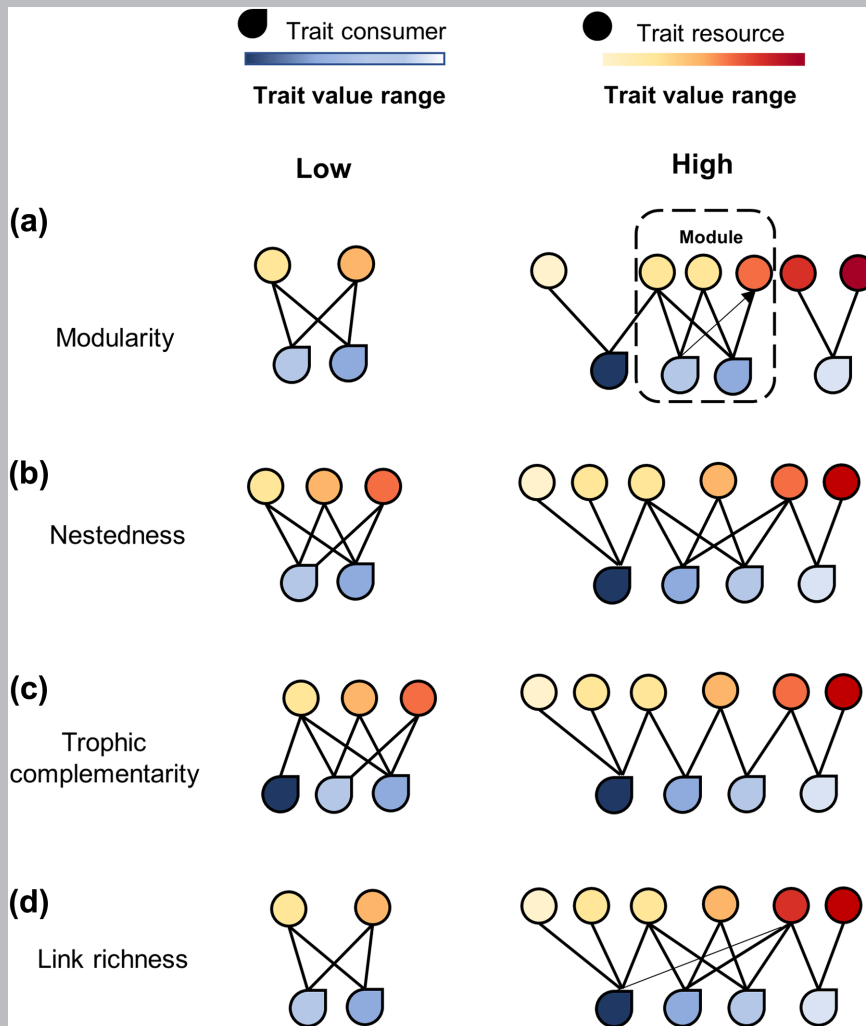 Trait consumer
Trait resource
Trait value range
Trait value range
Low
High
(a)
Module
Modularity
(b)
Nestedness
(c)
Trophic
complementarity
(d)
Link richness